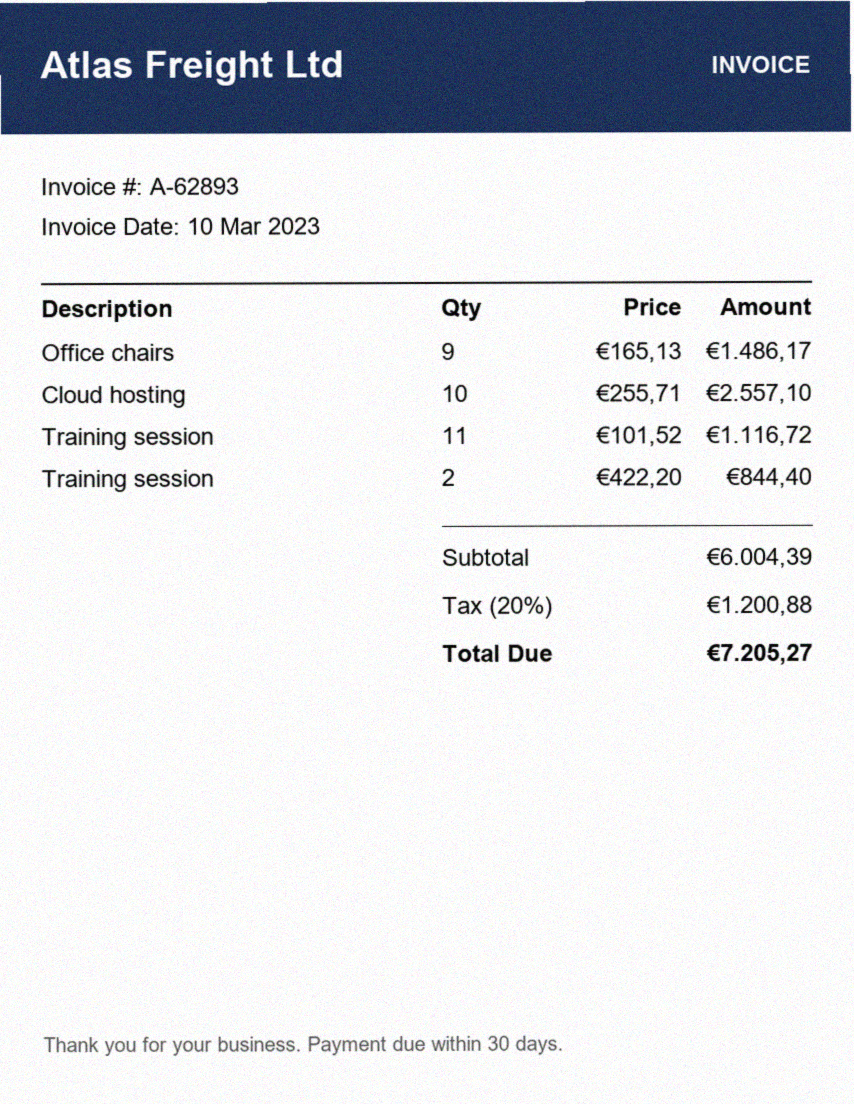 Atlas Freight Ltd INVOICE
Invoice #: A-62893
Invoice Date: 10 Mar 2023
Description Qty Price Amount
Office chairs 9 €165,13 €1.486,17
Cloud hosting 10 €255,71 €2.557,10
Training session 11 €101,52 €1.116,72
Training session 2 €422,20 €844,40
Subtotal €6.004,39
Tax (20%) €1.200,88
Total Due €7.205,27
Thank you for your business. Payment due within 30 days.